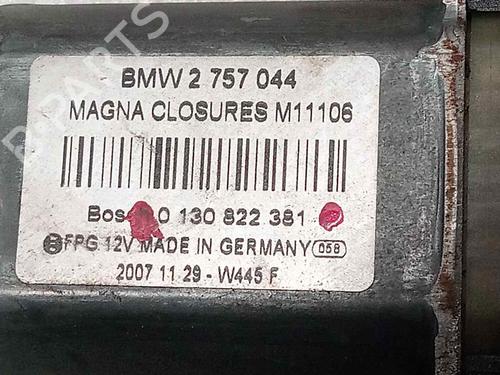 B-PARTS
BMW 2 757 044
MAGNA CLOSURES M11106
0 130 822 381
FPG 12V MADE IN GERMANY 058
2007 11 29 - W445 F